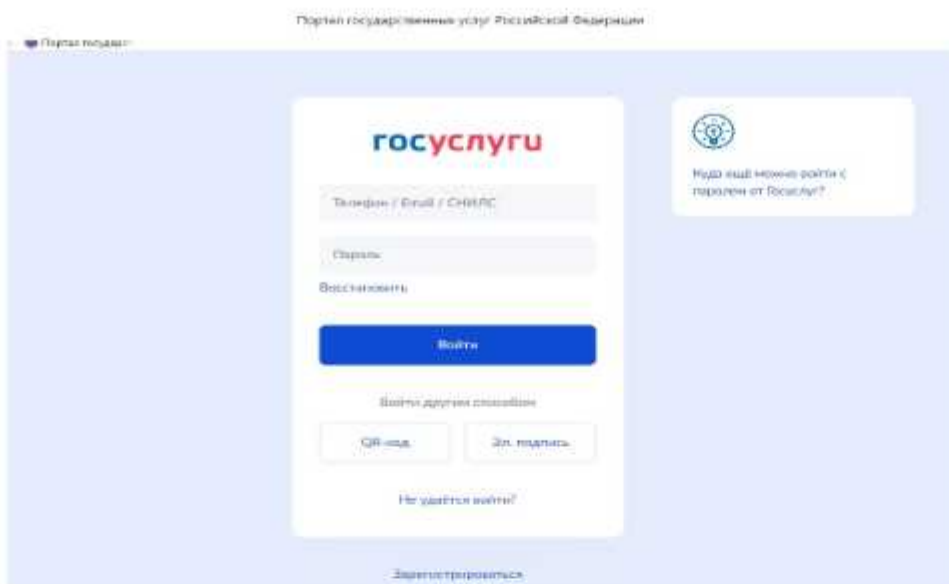 Портал государственных услуг Российской Федерации
Портал государст
госуслуги
Телефон / Email / СНИЛС
Куда ещё можно войти с
паролем от Госуслуг?
Пароль
Восстановить
Войти
Войти другим способом
QR-код
Эл. подпись
Не удаётся войти?
Зарегистрироваться